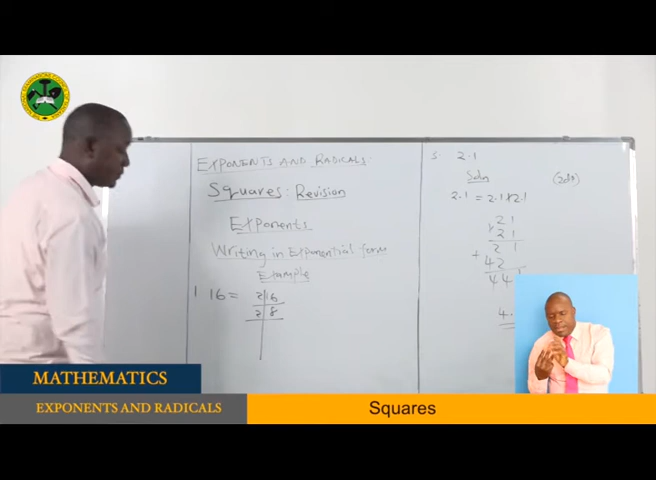 EXPONENTS AND RADICALS.
Squares: Revision
Exponents
Writing in Exponential form
Example
1 16 = 2 16
2 8
2.1
Soln
2.1 = 2.1 x 2.1
2 1
x 2 1
2 1
+ 4 2
4 4 1
4.
MATHEMATICS
EXPONENTS AND RADICALS
Squares